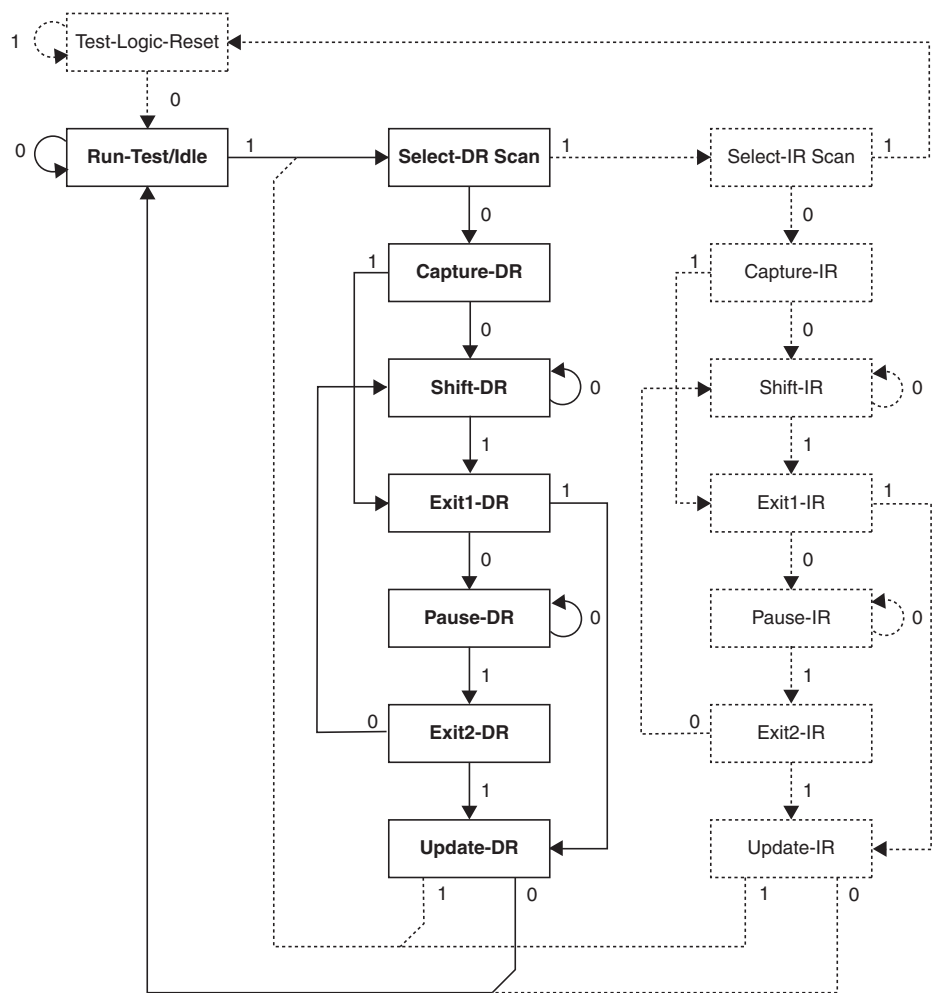 1
Test-Logic-Reset
0
0
Run-Test/Idle
1
Select-DR Scan
1
Select-IR Scan
1
0
0
1
Capture-DR
1
Capture-IR
0
0
Shift-DR
0
Shift-IR
0
1
1
Exit1-DR
1
Exit1-IR
1
0
0
Pause-DR
0
Pause-IR
0
1
1
0
Exit2-DR
0
Exit2-IR
1
1
Update-DR
Update-IR
1
0
1
0